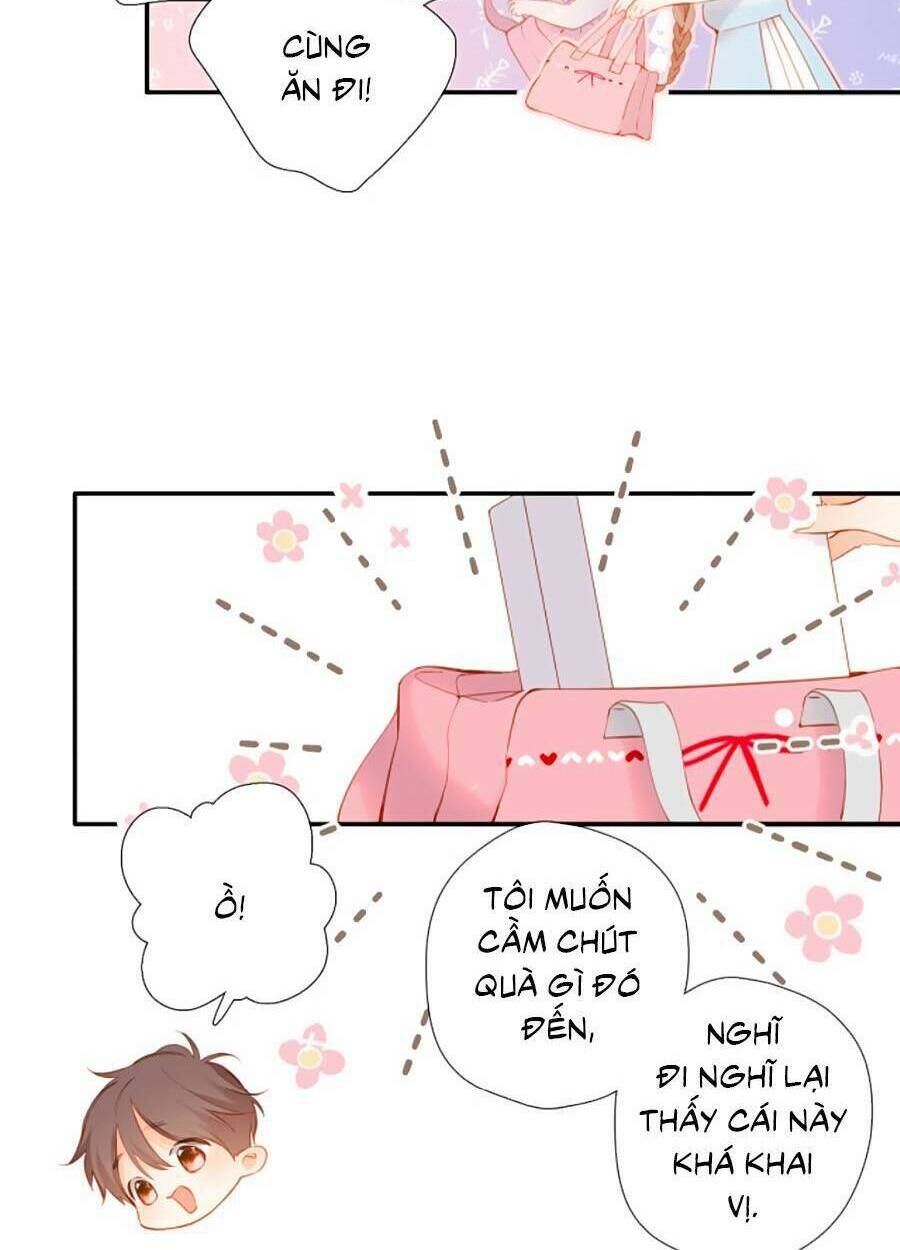 CÙNG
ĂN ĐI!
Ồ!
TÔI MUỐN
CẦM CHÚT
QUÀ GÌ ĐÓ
ĐẾN,
NGHĨ
ĐI NGHĨ LẠI
THẤY CÁI NÀY
KHÁ KHAI
VỊ.